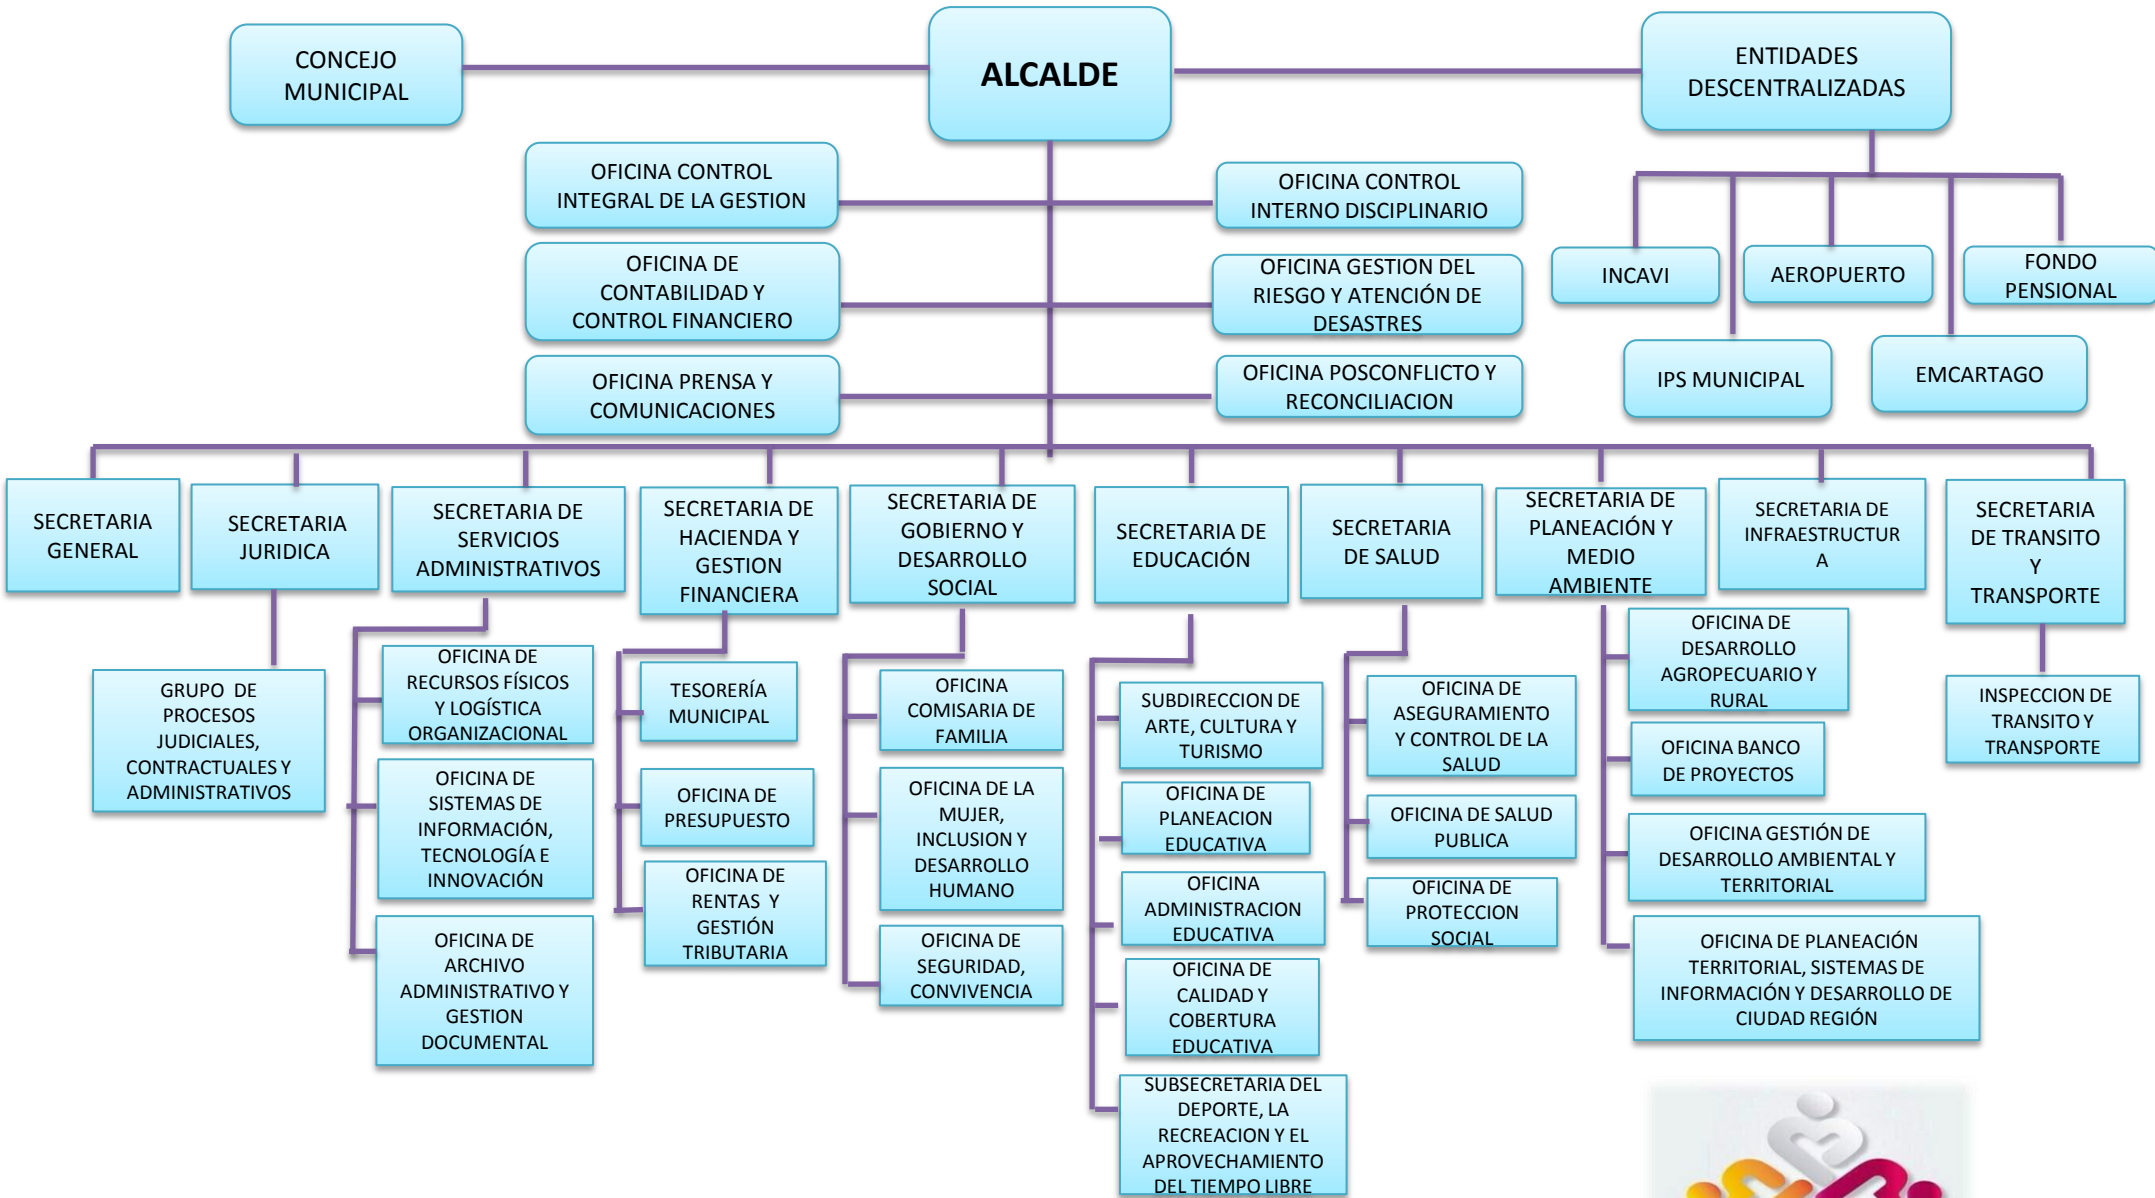 CONCEJO
MUNICIPAL
ALCALDE
ENTIDADES
DESCENTRALIZADAS
OFICINA CONTROL
INTEGRAL DE LA GESTION
OFICINA CONTROL
INTERNO DISCIPLINARIO
OFICINA DE
CONTABILIDAD Y
CONTROL FINANCIERO
OFICINA GESTION DEL
RIESGO Y ATENCIÓN DE
DESASTRES
OFICINA PRENSA Y
COMUNICACIONES
OFICINA POSCONFLICTO Y
RECONCILIACION
INCAVI
AEROPUERTO
FONDO
PENSIONAL
IPS MUNICIPAL
EMCARTAGO
SECRETARIA
GENERAL
SECRETARIA
JURIDICA
SECRETARIA DE
SERVICIOS
ADMINISTRATIVOS
SECRETARIA DE
HACIENDA Y
GESTION
FINANCIERA
SECRETARIA DE
GOBIERNO Y
DESARROLLO
SOCIAL
SECRETARIA DE
EDUCACIÓN
SECRETARIA
DE SALUD
SECRETARIA DE
PLANEACIÓN Y
MEDIO
AMBIENTE
SECRETARIA DE
INFRAESTRUCTUR
A
SECRETARIA
DE TRANSITO
Y
TRANSPORTE
GRUPO DE
PROCESOS
JUDICIALES,
CONTRACTUALES Y
ADMINISTRATIVOS
OFICINA DE
RECURSOS FÍSICOS
Y LOGÍSTICA
ORGANIZACIONAL
OFICINA DE
SISTEMAS DE
INFORMACIÓN,
TECNOLOGÍA E
INNOVACIÓN
OFICINA DE
ARCHIVO
ADMINISTRATIVO Y
GESTION
DOCUMENTAL
TESORERÍA
MUNICIPAL
OFICINA DE
PRESUPUESTO
OFICINA DE
RENTAS Y
GESTIÓN
TRIBUTARIA
OFICINA
COMISARIA DE
FAMILIA
OFICINA DE LA
MUJER,
INCLUSION Y
DESARROLLO
HUMANO
OFICINA DE
SEGURIDAD,
CONVIVENCIA
SUBDIRECCION DE
ARTE, CULTURA Y
TURISMO
OFICINA DE
PLANEACION
EDUCATIVA
OFICINA
ADMINISTRACION
EDUCATIVA
OFICINA DE
CALIDAD Y
COBERTURA
EDUCATIVA
SUBSECRETARIA DEL
DEPORTE, LA
RECREACION Y EL
APROVECHAMIENTO
DEL TIEMPO LIBRE
OFICINA DE
ASEGURAMIENTO
Y CONTROL DE LA
SALUD
OFICINA DE SALUD
PUBLICA
OFICINA DE
PROTECCION
SOCIAL
OFICINA DE
DESARROLLO
AGROPECUARIO Y
RURAL
OFICINA BANCO
DE PROYECTOS
OFICINA GESTIÓN DE
DESARROLLO AMBIENTAL Y
TERRITORIAL
OFICINA DE PLANEACIÓN
TERRITORIAL, SISTEMAS DE
INFORMACIÓN Y DESARROLLO DE
CIUDAD REGIÓN
INSPECCION DE
TRANSITO Y
TRANSPORTE